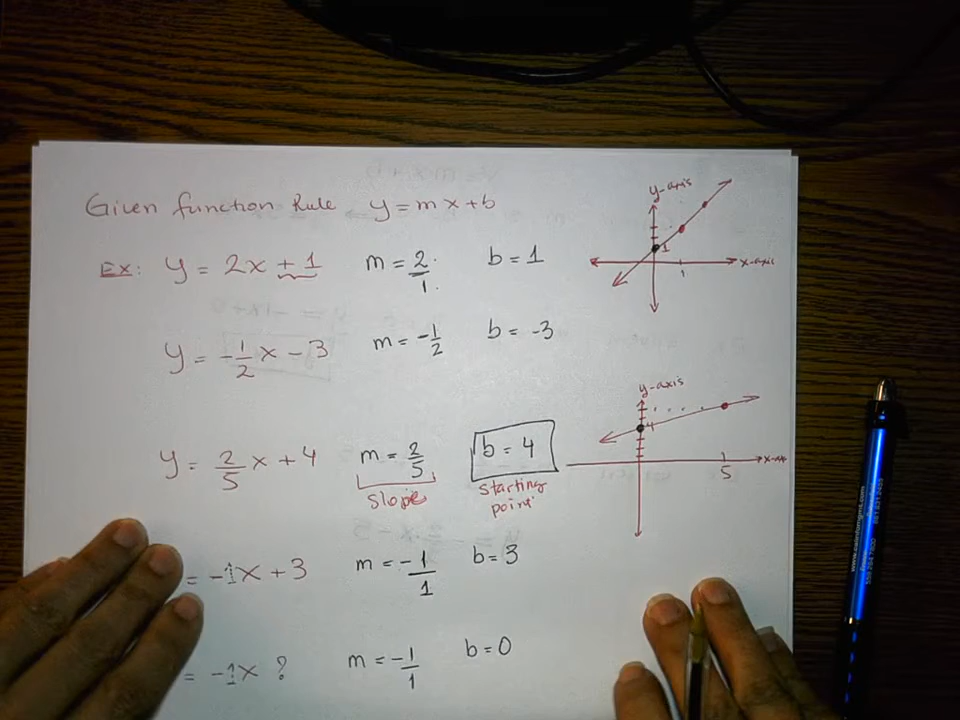 Given function Rule y = mx + b
Ex: y = 2x + 1 m = 2/1 b = 1
y-axis
1
1
x-axis
y = -1/2 x - 3 m = -1/2 b = -3
y-axis
y = 2/5 x + 4 m = 2/5 b = 4
4
5
slope starting point
= -1x + 3 m = -1/1 b = 3
= -1x ? m = -1/1 b = 0